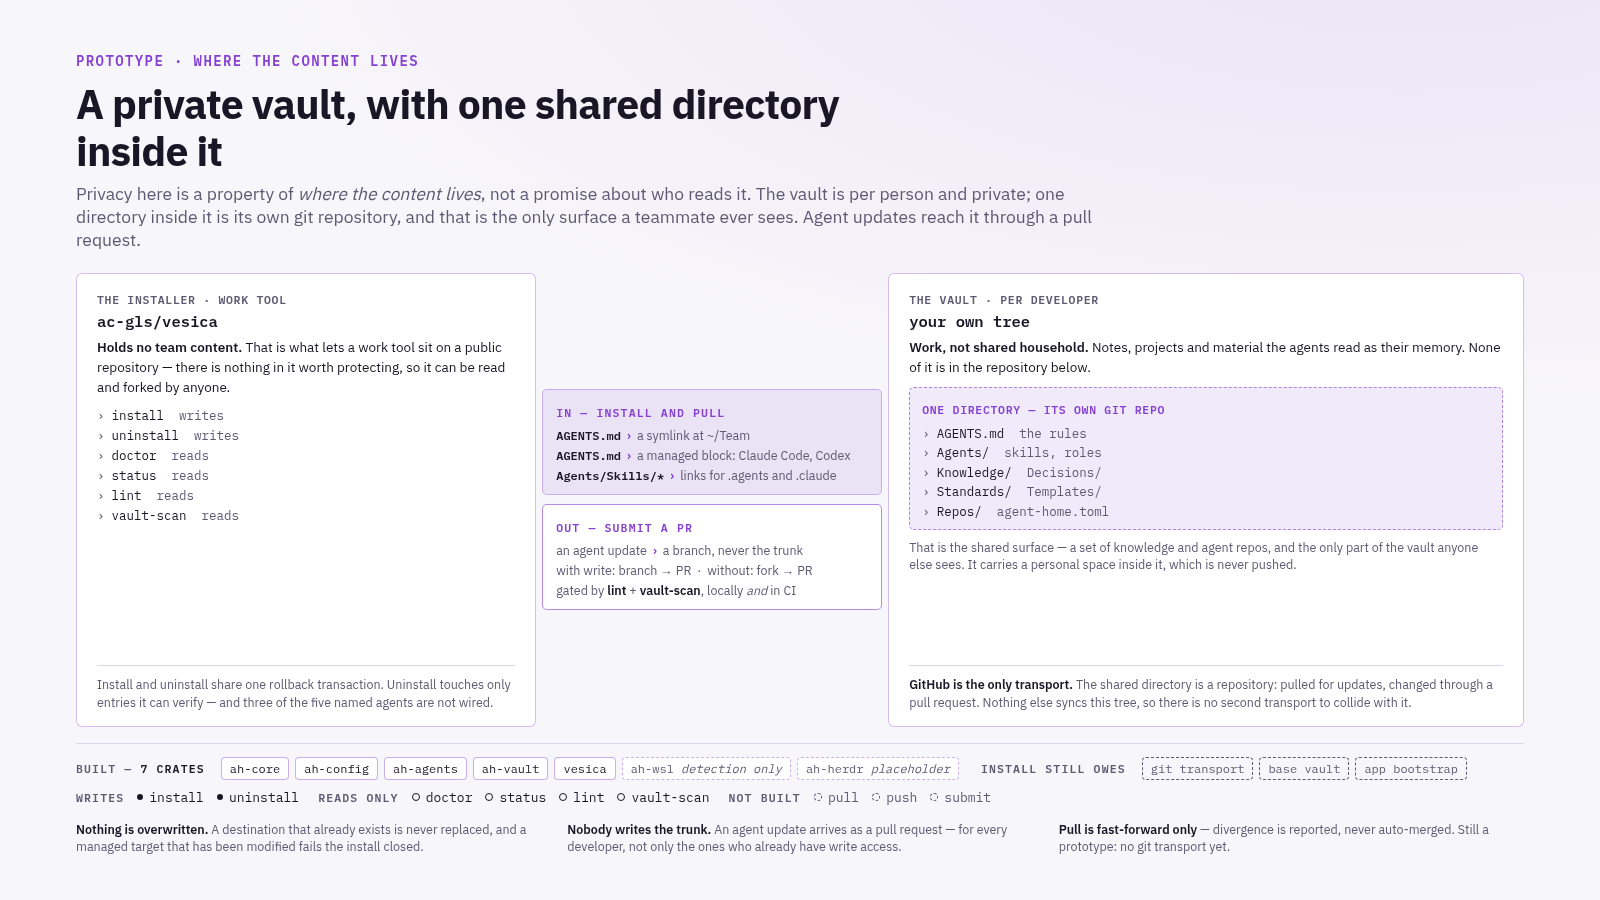 PROTOTYPE · WHERE THE CONTENT LIVES
A private vault, with one shared directory
inside it
Privacy here is a property of where the content lives, not a promise about who reads it. The vault is per person and private; one
directory inside it is its own git repository, and that is the only surface a teammate ever sees. Agent updates reach it through a pull
request.
THE INSTALLER · WORK TOOL
ac-gls/vesica
Holds no team content. That is what lets a work tool sit on a public
repository — there is nothing in it worth protecting, so it can be read
and forked by anyone.
› install writes
› uninstall writes
› doctor reads
› status reads
› lint reads
› vault-scan reads
Install and uninstall share one rollback transaction. Uninstall touches only
entries it can verify — and three of the five named agents are not wired.
IN — INSTALL AND PULL
AGENTS.md › a symlink at ~/Team
AGENTS.md › a managed block: Claude Code, Codex
Agents/Skills/* › links for .agents and .claude
OUT — SUBMIT A PR
an agent update › a branch, never the trunk
with write: branch → PR · without: fork → PR
gated by lint + vault-scan, locally and in CI
THE VAULT · PER DEVELOPER
your own tree
Work, not shared household. Notes, projects and material the agents read as their memory. None
of it is in the repository below.
ONE DIRECTORY — ITS OWN GIT REPO
› AGENTS.md the rules
› Agents/ skills, roles
› Knowledge/ Decisions/
› Standards/ Templates/
› Repos/ agent-home.toml
That is the shared surface — a set of knowledge and agent repos, and the only part of the vault anyone
else sees. It carries a personal space inside it, which is never pushed.
GitHub is the only transport. The shared directory is a repository: pulled for updates, changed through a
pull request. Nothing else syncs this tree, so there is no second transport to collide with it.
BUILT — 7 CRATES ah-core ah-config ah-agents ah-vault vesica ah-wsl detection only ah-herdr placeholder INSTALL STILL OWES git transport base vault app bootstrap
WRITES ● install ● uninstall READS ONLY ○ doctor ○ status ○ lint ○ vault-scan NOT BUILT ◌ pull ◌ push ◌ submit
Nothing is overwritten. A destination that already exists is never replaced, and a
managed target that has been modified fails the install closed.
Nobody writes the trunk. An agent update arrives as a pull request — for every
developer, not only the ones who already have write access.
Pull is fast-forward only — divergence is reported, never auto-merged. Still a
prototype: no git transport yet.